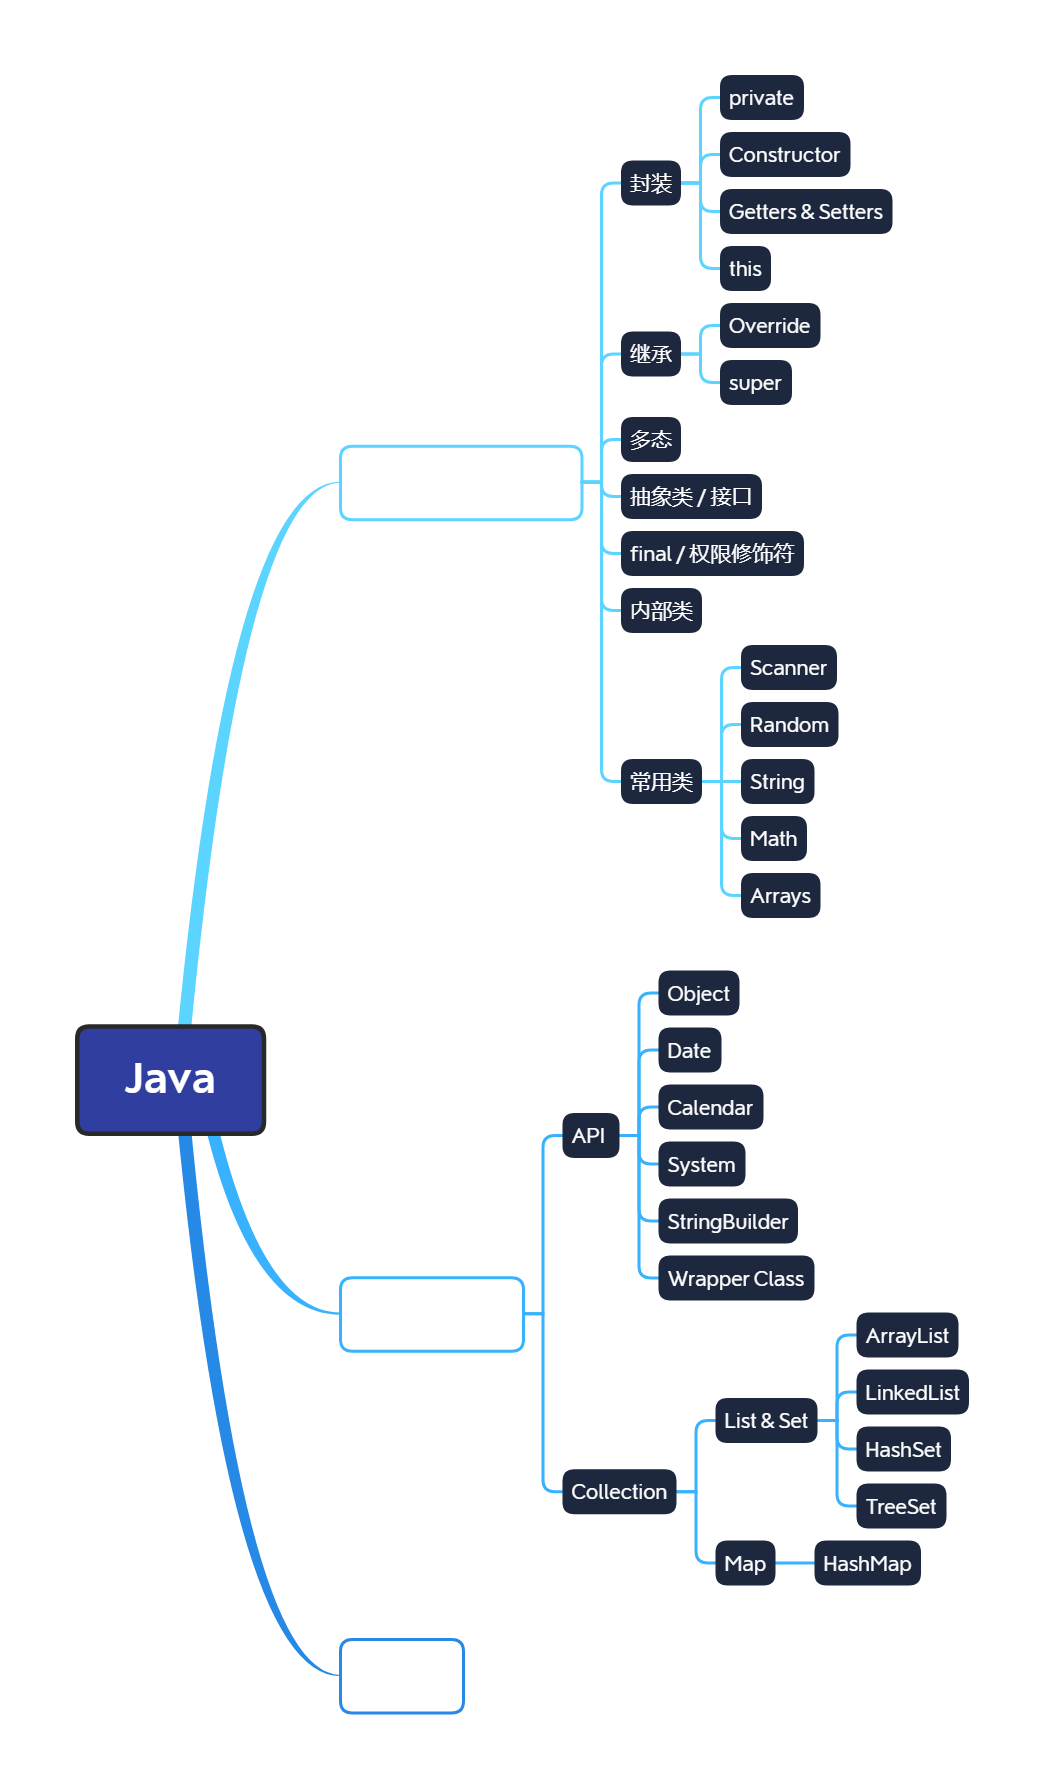 private
Constructor
封装
Getters & Setters
this
Override
继承
super
多态
抽象类 / 接口
final / 权限修饰符
内部类
Scanner
Random
常用类
String
Math
Arrays
Java
Object
Date
Calendar
API
System
StringBuilder
Wrapper Class
ArrayList
LinkedList
List & Set
HashSet
Collection
TreeSet
Map
HashMap